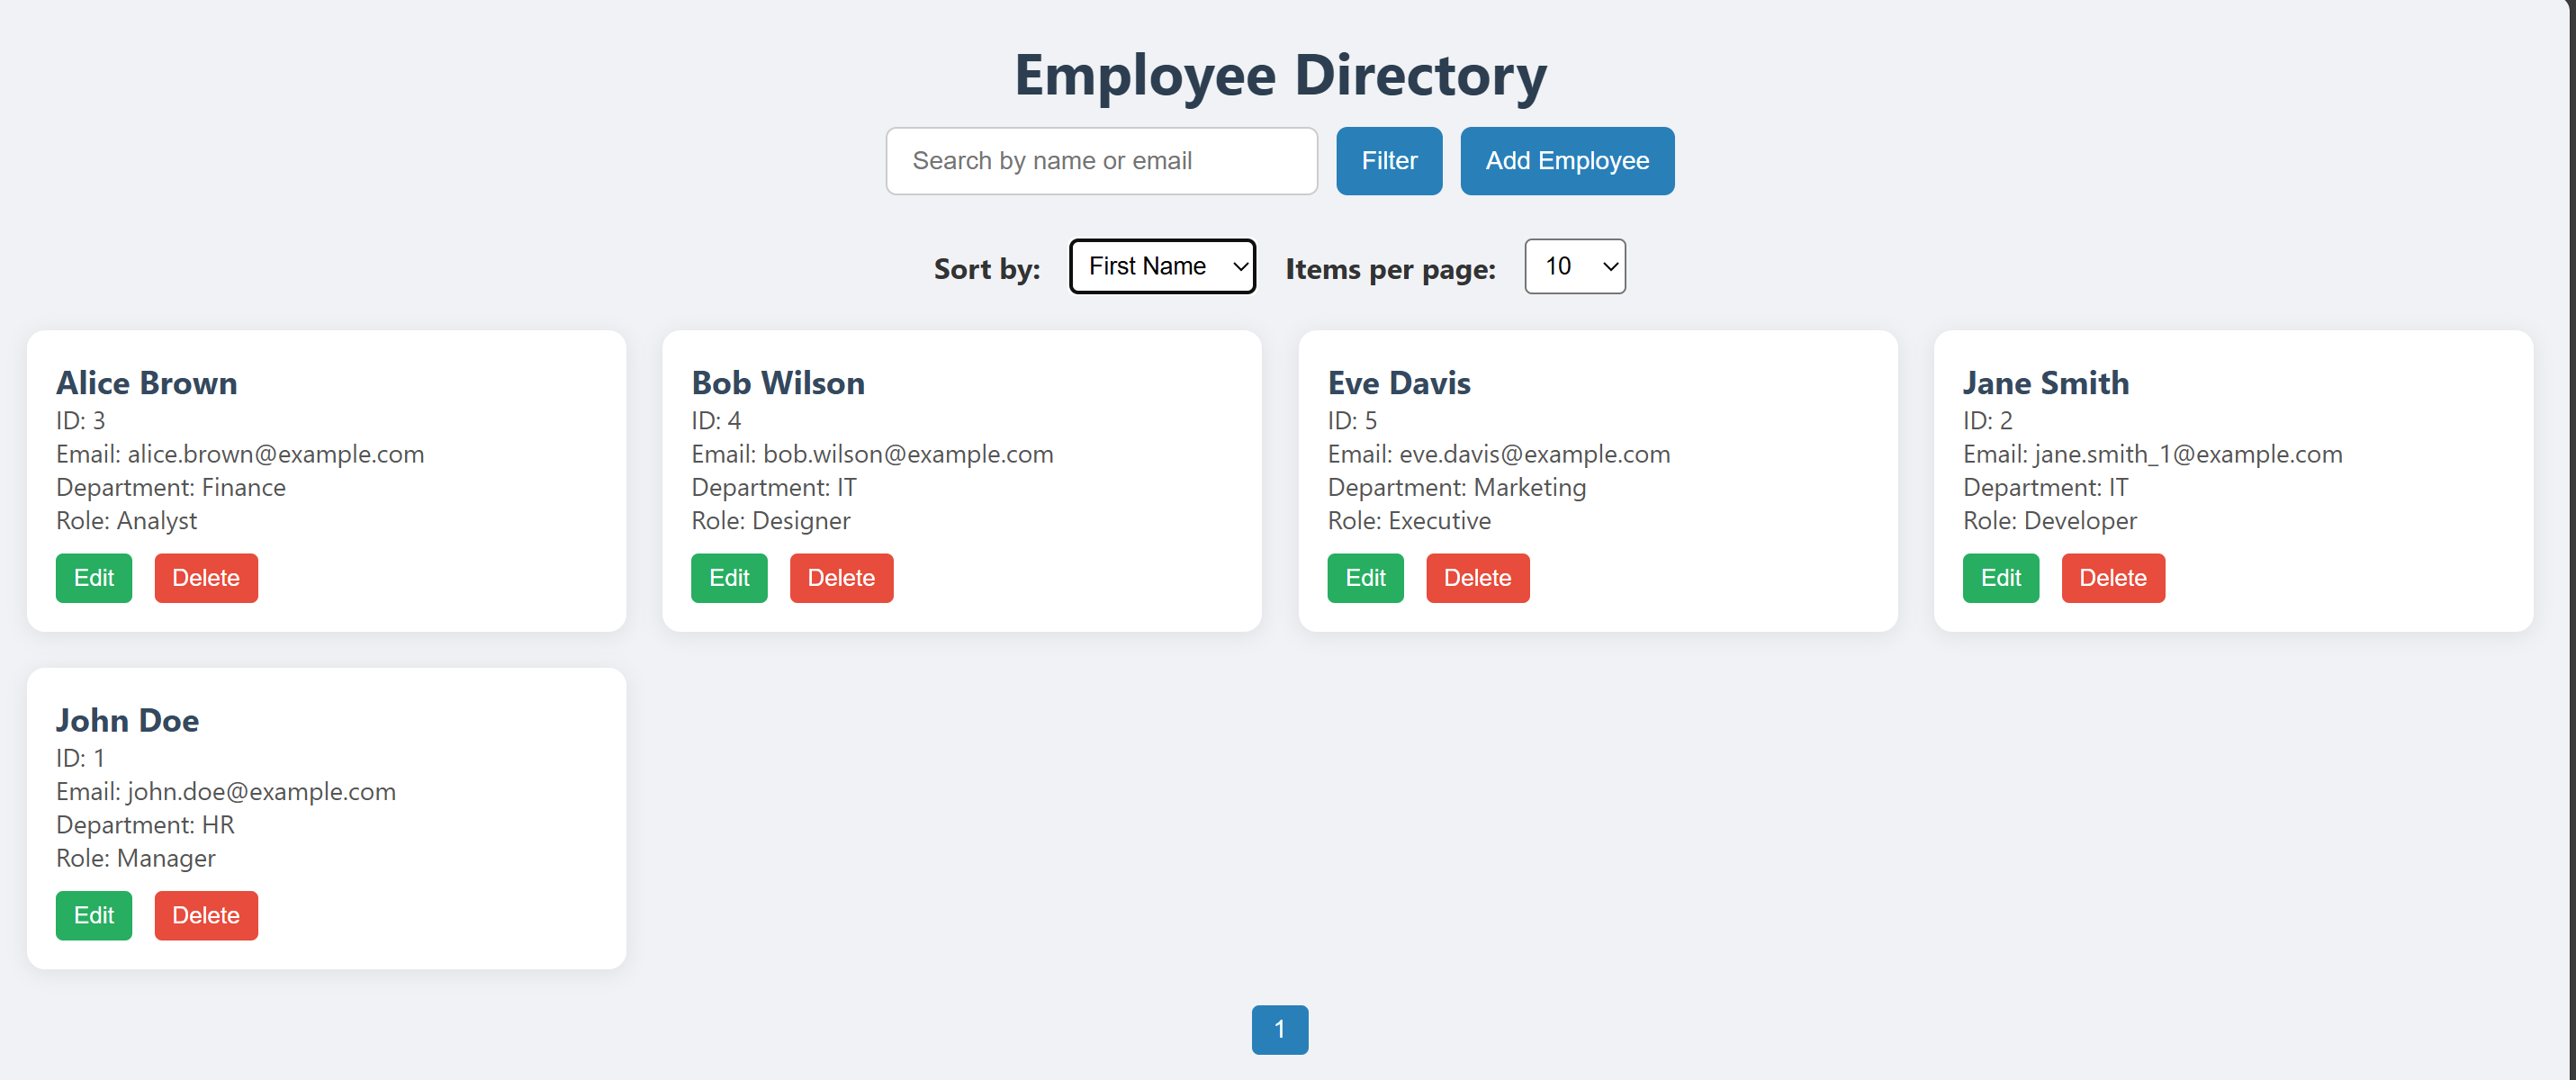 Employee Directory
Search by name or email
Filter
Add Employee
Sort by:
First Name
Items per page:
10
Alice Brown
ID: 3
Email: alice.brown@example.com
Department: Finance
Role: Analyst
Edit
Delete
Bob Wilson
ID: 4
Email: bob.wilson@example.com
Department: IT
Role: Designer
Edit
Delete
Eve Davis
ID: 5
Email: eve.davis@example.com
Department: Marketing
Role: Executive
Edit
Delete
Jane Smith
ID: 2
Email: jane.smith_1@example.com
Department: IT
Role: Developer
Edit
Delete
John Doe
ID: 1
Email: john.doe@example.com
Department: HR
Role: Manager
Edit
Delete
1